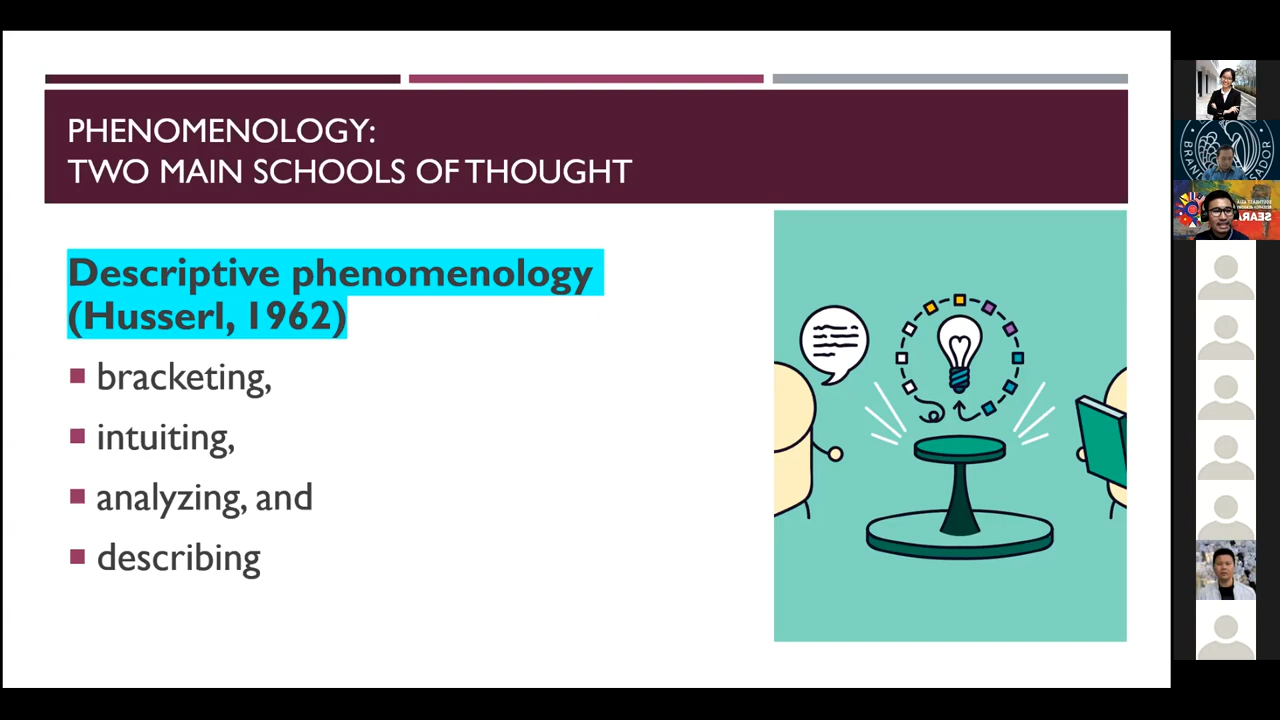 PHENOMENOLOGY:
TWO MAIN SCHOOLS OF THOUGHT
Descriptive phenomenology
(Husserl, 1962)
bracketing,
intuiting,
analyzing, and
describing